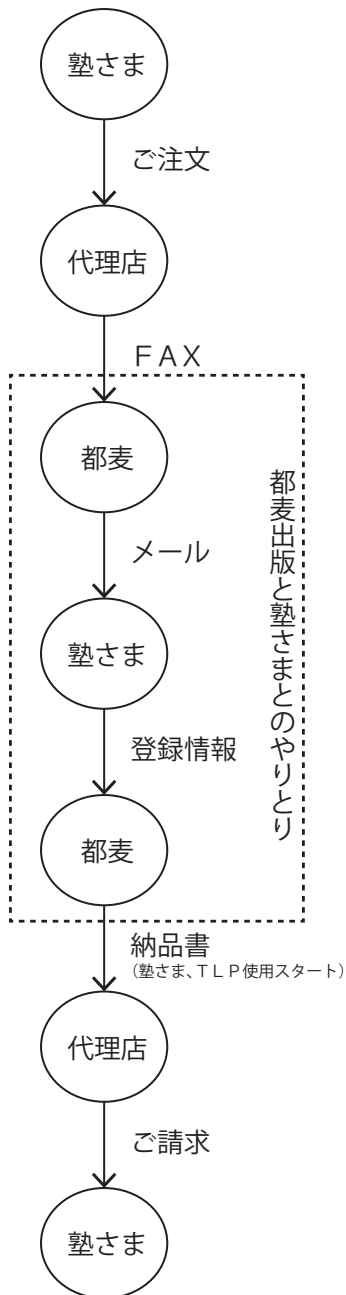 塾さま
ご注文
代理店
ＦＡＸ
都麦
メール
塾さま
登録情報
都麦
都麦出版と塾さまとのやりとり
納品書
（塾さま、ＴＬＰ使用スタート）
代理店
ご請求
塾さま